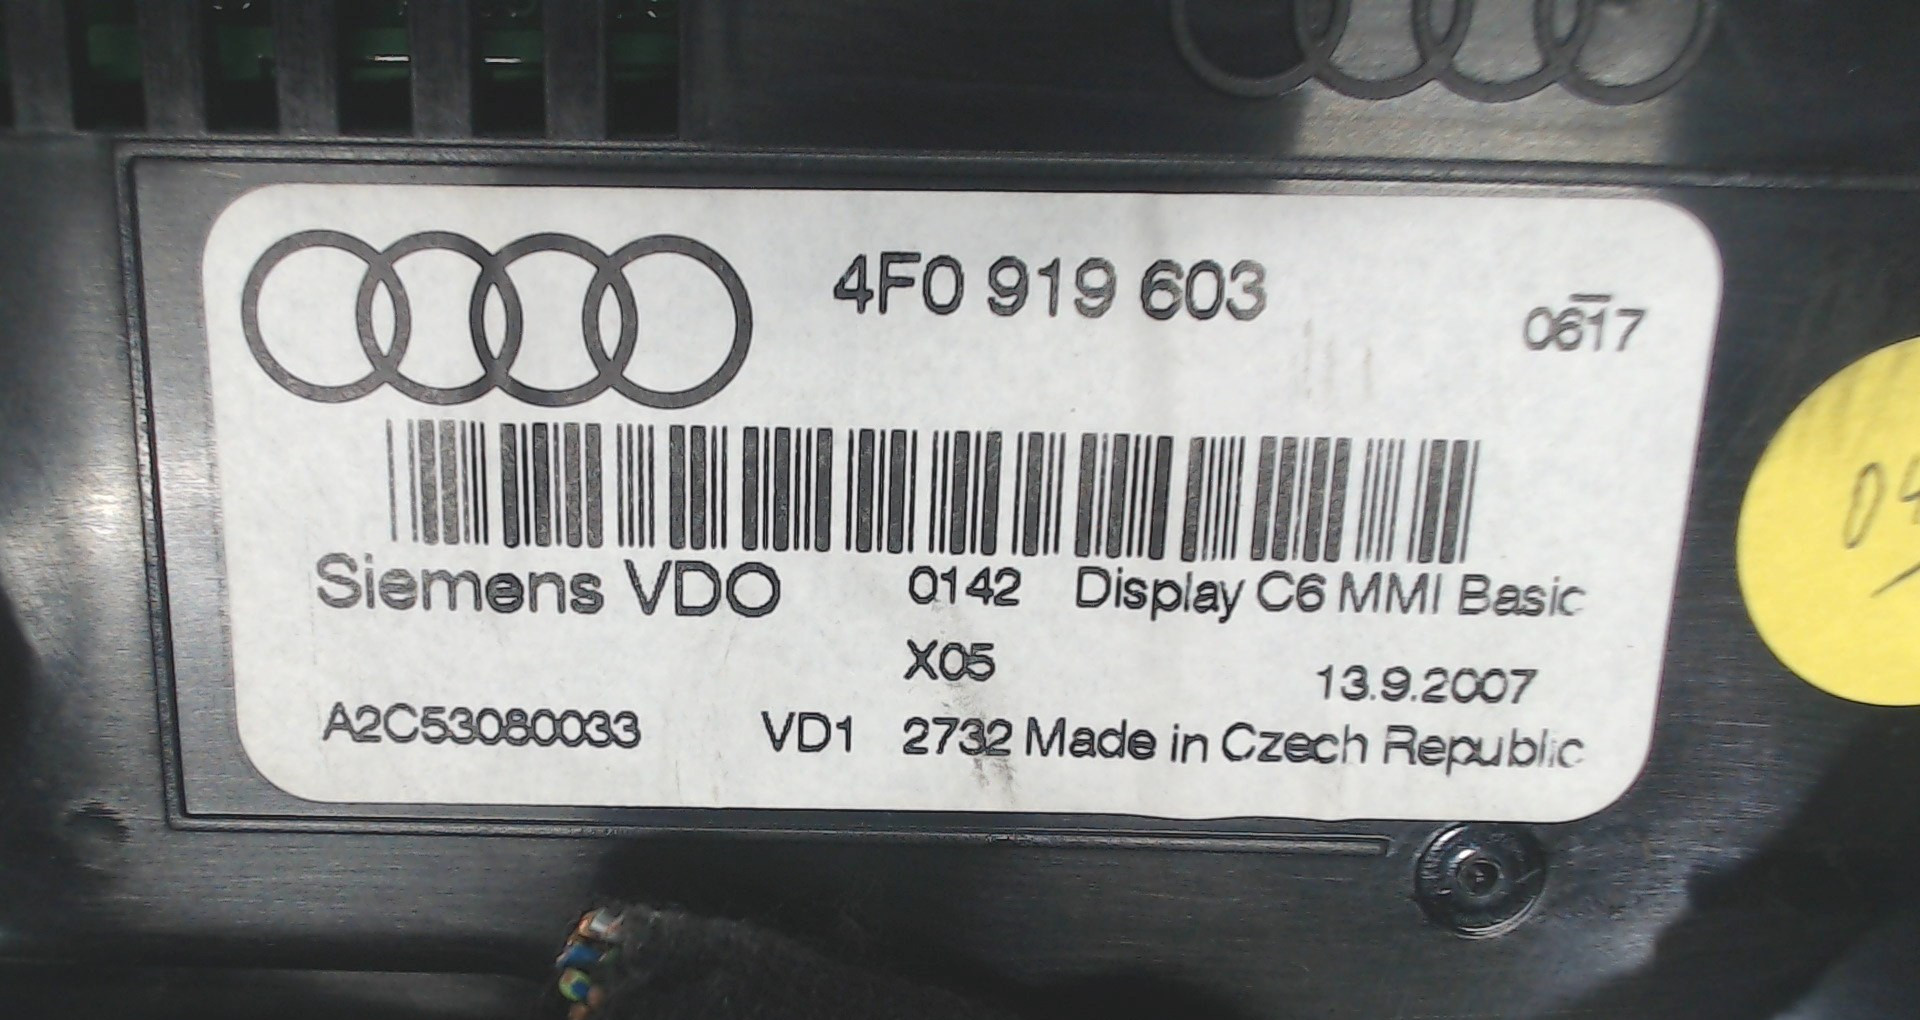 4F0 919 603
0617
Siemens VDO 0142 Display C6 MMI Basic
X05
13.9.2007
A2C53080033 VD1 2732 Made in Czech Republic